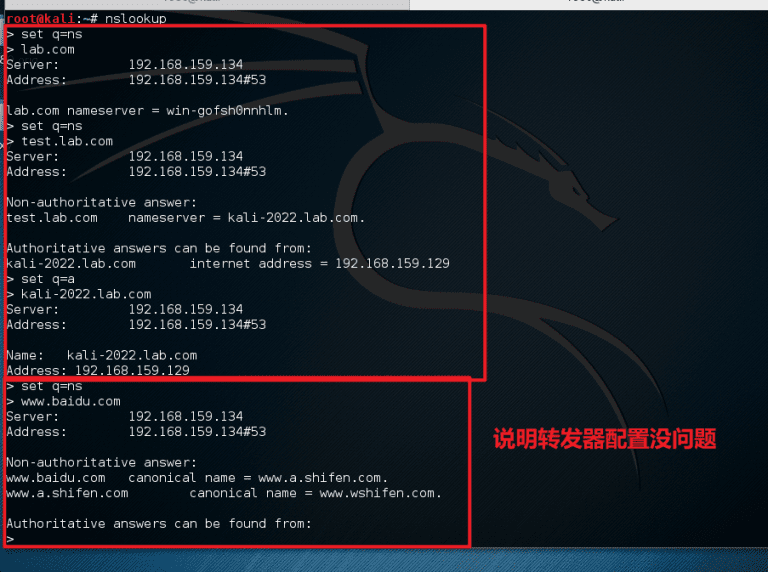 root@kali:~# nslookup
> set q=ns
> lab.com
Server:         192.168.159.134
Address:        192.168.159.134#53

lab.com nameserver = win-gofsh0nnhlm.
> set q=ns
> test.lab.com
Server:         192.168.159.134
Address:        192.168.159.134#53

Non-authoritative answer:
test.lab.com    nameserver = kali-2022.lab.com.

Authoritative answers can be found from:
kali-2022.lab.com       internet address = 192.168.159.129
> set q=a
> kali-2022.lab.com
Server:         192.168.159.134
Address:        192.168.159.134#53

Name:   kali-2022.lab.com
Address: 192.168.159.129
> set q=ns
> www.baidu.com
Server:         192.168.159.134
Address:        192.168.159.134#53
说明转发器配置没问题

Non-authoritative answer:
www.baidu.com   canonical name = www.a.shifen.com.
www.a.shifen.com        canonical name = www.wshifen.com.

Authoritative answers can be found from:
>